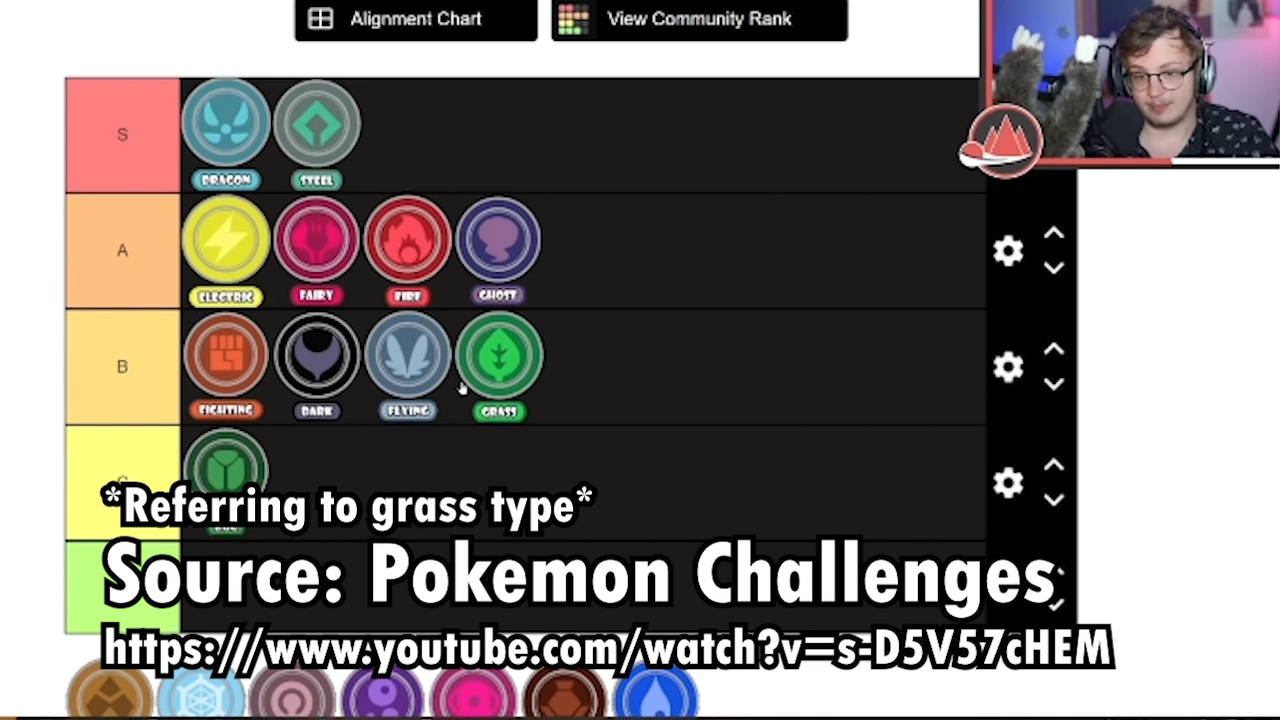 Alignment Chart
View Community Rank
S
DRAGON
STEEL
A
ELECTRIC
FAIRY
FIRE
GHOST
B
FIGHTING
DARK
FLYING
GRASS
*Referring to grass type*
Source: Pokemon Challenges
https://www.youtube.com/watch?v=s-D5V57cHEM